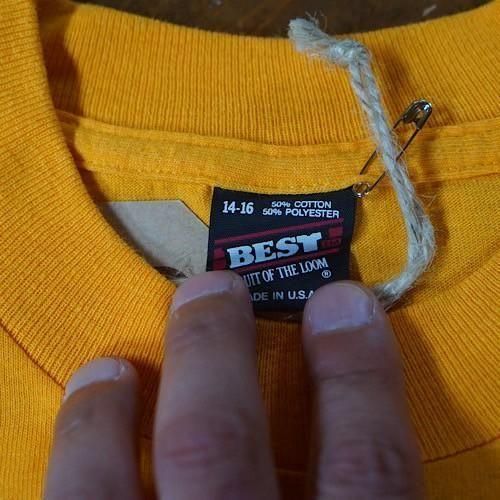 14-16
50% COTTON
50% POLYESTER
BEST
UIT OF THE LOOM ®
ADE IN U.S.A